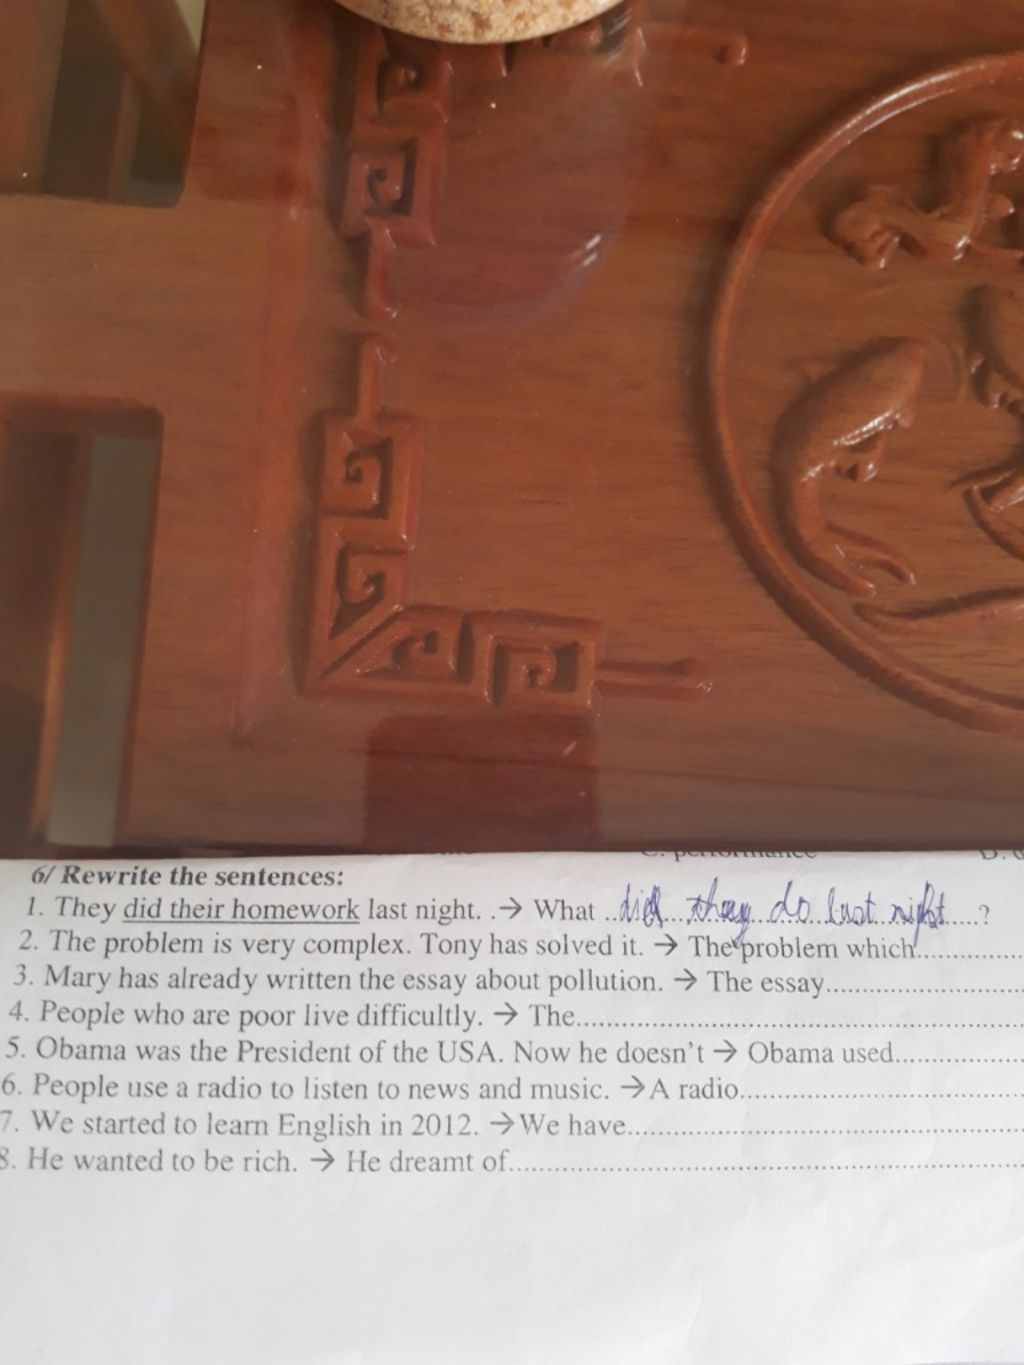 C. performance
6/ Rewrite the sentences:
1. They did their homework last night. .→ What ..did they do last night....?
2. The problem is very complex. Tony has solved it. → The problem which...............
3. Mary has already written the essay about pollution. → The essay............................
4. People who are poor live difficultly. → The...............................................................
5. Obama was the President of the USA. Now he doesn't → Obama used..................
6. People use a radio to listen to news and music. →A radio........................................
7. We started to learn English in 2012. →We have.........................................................
8. He wanted to be rich. → He dreamt of.........................................................................